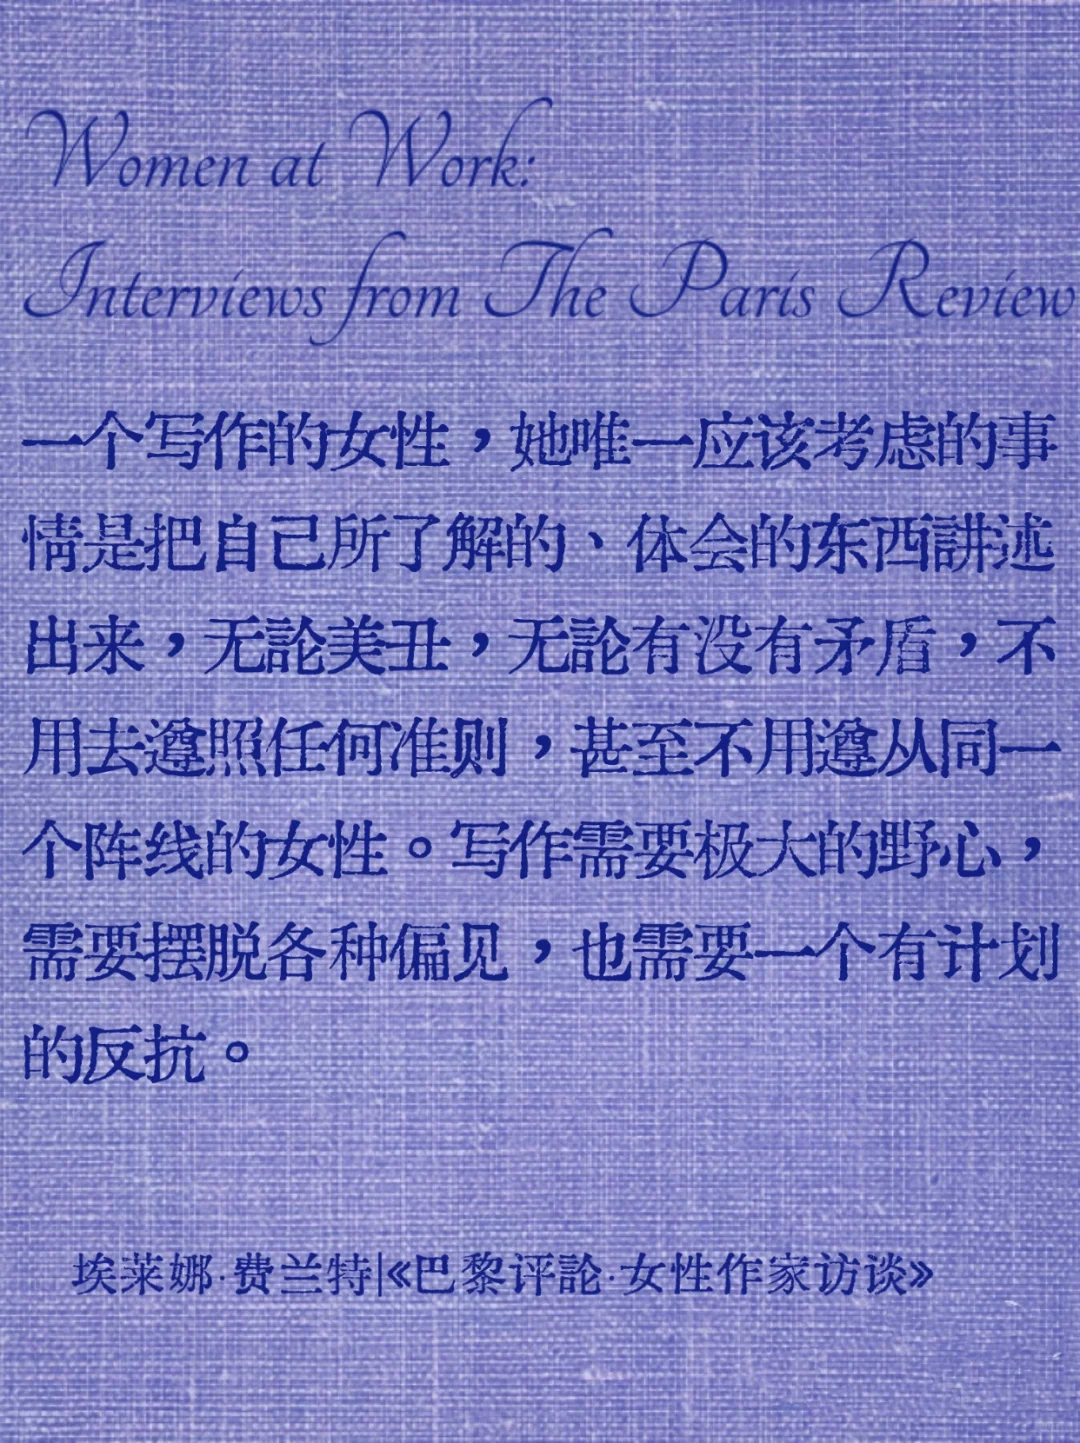 Women at Work:
Interviews from The Paris Review
一个写作的女性，她唯一应该考虑的事
情是把自己所了解的、体会的东西講述
出来，无論美丑，无論有没有矛盾，不
用去遵照任何准则，甚至不用遵从同一
个阵线的女性。写作需要极大的野心，
需要摆脱各种偏见，也需要一个有计划
的反抗。
埃莱娜·费兰特|《巴黎评論·女性作家访谈》